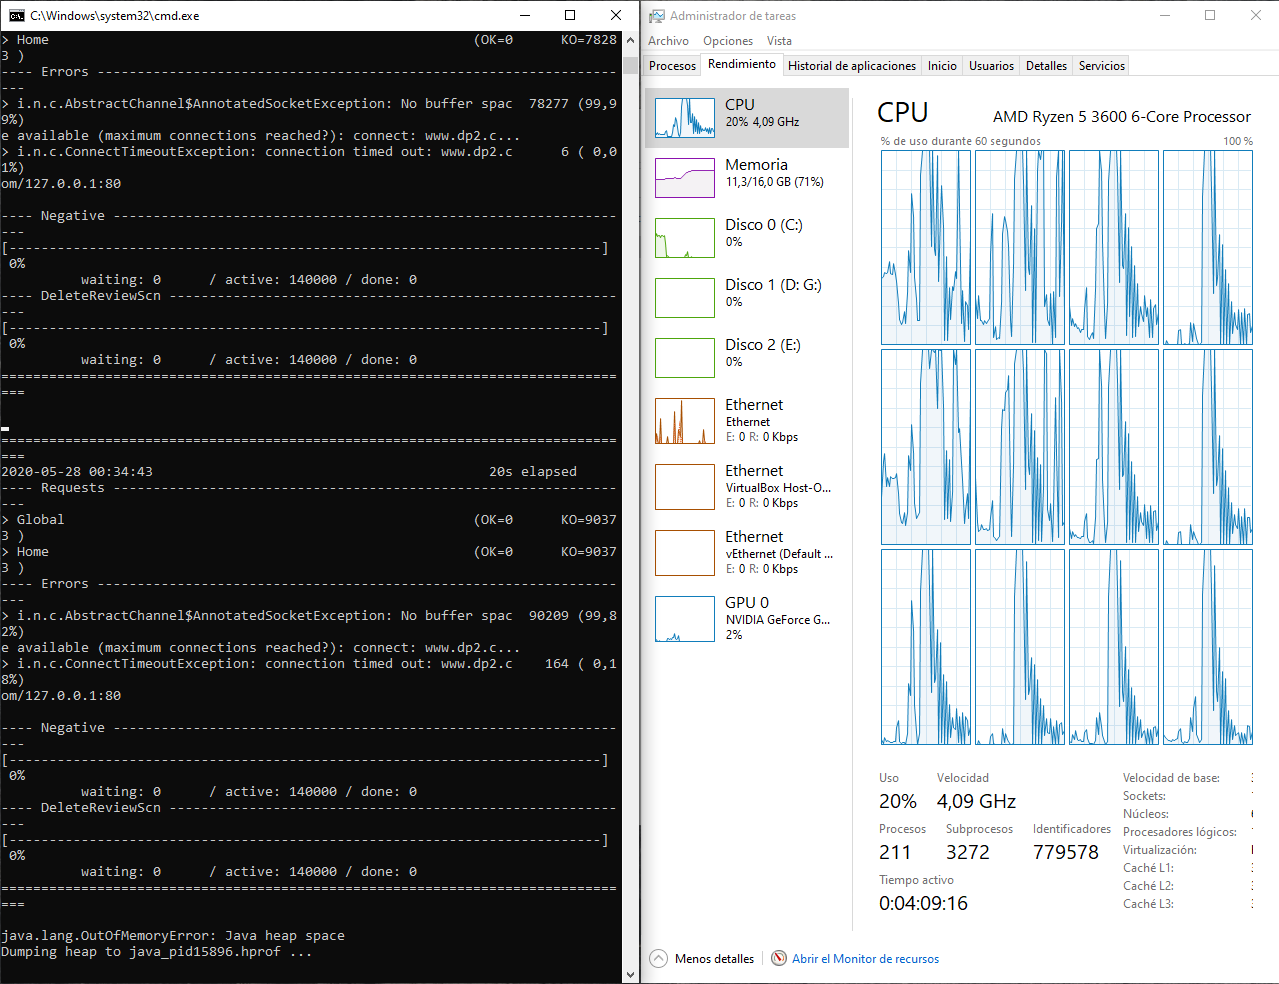 C:\Windows\system32\cmd.exe
> Home (OK=0 KO=7828
3 )
---- Errors ----------------------------------------------------------------
---
> i.n.c.AbstractChannel$AnnotatedSocketException: No buffer spac 78277 (99,9
9%)
e available (maximum connections reached?): connect: www.dp2.c...
> i.n.c.ConnectTimeoutException: connection timed out: www.dp2.c 6 ( 0,0
1%)
om/127.0.0.1:80
---- Negative --------------------------------------------------------------
---
[--------------------------------------------------------------------------]
0%
waiting: 0 / active: 140000 / done: 0
---- DeleteReviewScn -------------------------------------------------------
---
[--------------------------------------------------------------------------]
0%
waiting: 0 / active: 140000 / done: 0
=============================================================================
===
=============================================================================
===
2020-05-28 00:34:43 20s elapsed
---- Requests --------------------------------------------------------------
---
> Global (OK=0 KO=9037
3 )
> Home (OK=0 KO=9037
3 )
---- Errors ----------------------------------------------------------------
---
> i.n.c.AbstractChannel$AnnotatedSocketException: No buffer spac 90209 (99,8
2%)
e available (maximum connections reached?): connect: www.dp2.c...
> i.n.c.ConnectTimeoutException: connection timed out: www.dp2.c 164 ( 0,1
8%)
om/127.0.0.1:80
---- Negative --------------------------------------------------------------
---
[--------------------------------------------------------------------------]
0%
waiting: 0 / active: 140000 / done: 0
---- DeleteReviewScn -------------------------------------------------------
---
[--------------------------------------------------------------------------]
0%
waiting: 0 / active: 140000 / done: 0
=============================================================================
===
java.lang.OutOfMemoryError: Java heap space
Dumping heap to java_pid15896.hprof ...
Administrador de tareas
Archivo Opciones Vista
Procesos Rendimiento Historial de aplicaciones Inicio Usuarios Detalles Servicios
CPU
20% 4,09 GHz
Memoria
11,3/16,0 GB (71%)
Disco 0 (C:)
0%
Disco 1 (D: G:)
0%
Disco 2 (E:)
0%
Ethernet
Ethernet
E: 0 R: 0 Kbps
Ethernet
VirtualBox Host-O...
E: 0 R: 0 Kbps
Ethernet
vEthernet (Default ...
E: 0 R: 0 Kbps
GPU 0
NVIDIA GeForce G...
2%
CPU AMD Ryzen 5 3600 6-Core Processor
% de uso durante 60 segundos 100 %
Uso Velocidad
20% 4,09 GHz
Procesos Subprocesos Identificadores
211 3272 779578
Tiempo activo
0:04:09:16
Velocidad de base:
Sockets:
Núcleos:
Procesadores lógicos:
Virtualización:
Caché L1:
Caché L2:
Caché L3:
Menos detalles Abrir el Monitor de recursos